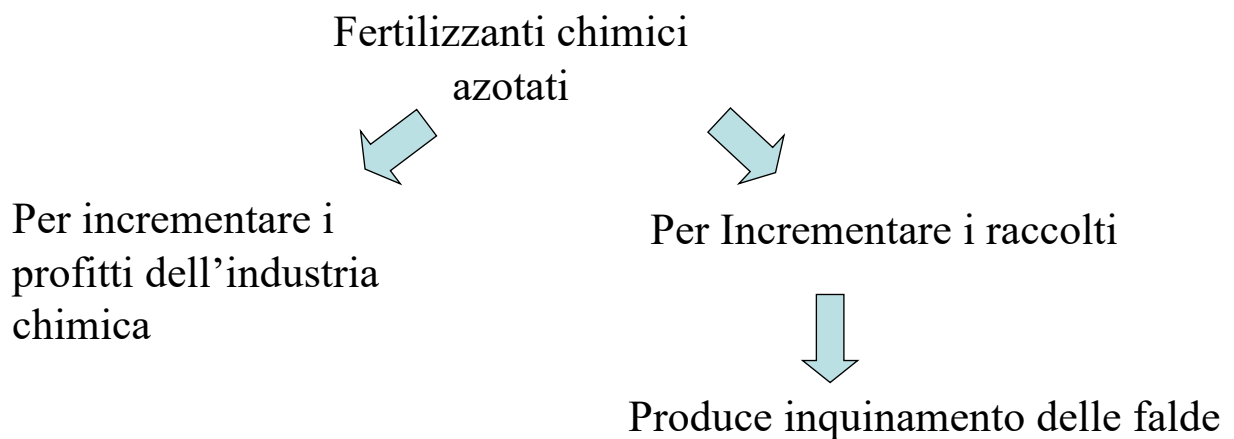 Fertilizzanti chimici
azotati
Per incrementare i
profitti dell’industria
chimica
Per Incrementare i raccolti
Produce inquinamento delle falde